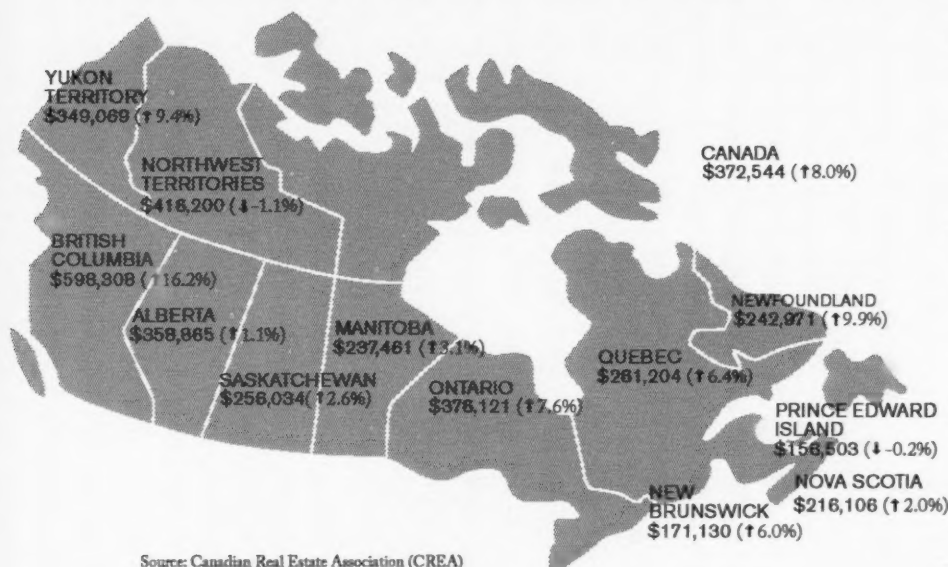 YUKON
TERRITORY
$349,069 (↑9.4%)
NORTHWEST
TERRITORIES
$416,200 (↓-1.1%)
CANADA
$372,544 (↑8.0%)
BRITISH
COLUMBIA
$598,308 (↑16.2%)
ALBERTA
$358,865 (↑1.1%)
MANITOBA
$237,461 (↑3.1%)
SASKATCHEWAN
$256,034(↑2.6%)
ONTARIO
$376,121 (↑7.6%)
QUEBEC
$261,204 (↑6.4%)
NEWFOUNDLAND
$242,971 (↑9.9%)
PRINCE EDWARD
ISLAND
$156,503 (↓-0.2%)
NOVA SCOTIA
$216,106 (↑2.0%)
NEW
BRUNSWICK
$171,130 (↑6.0%)
Source: Canadian Real Estate Association (CREA)